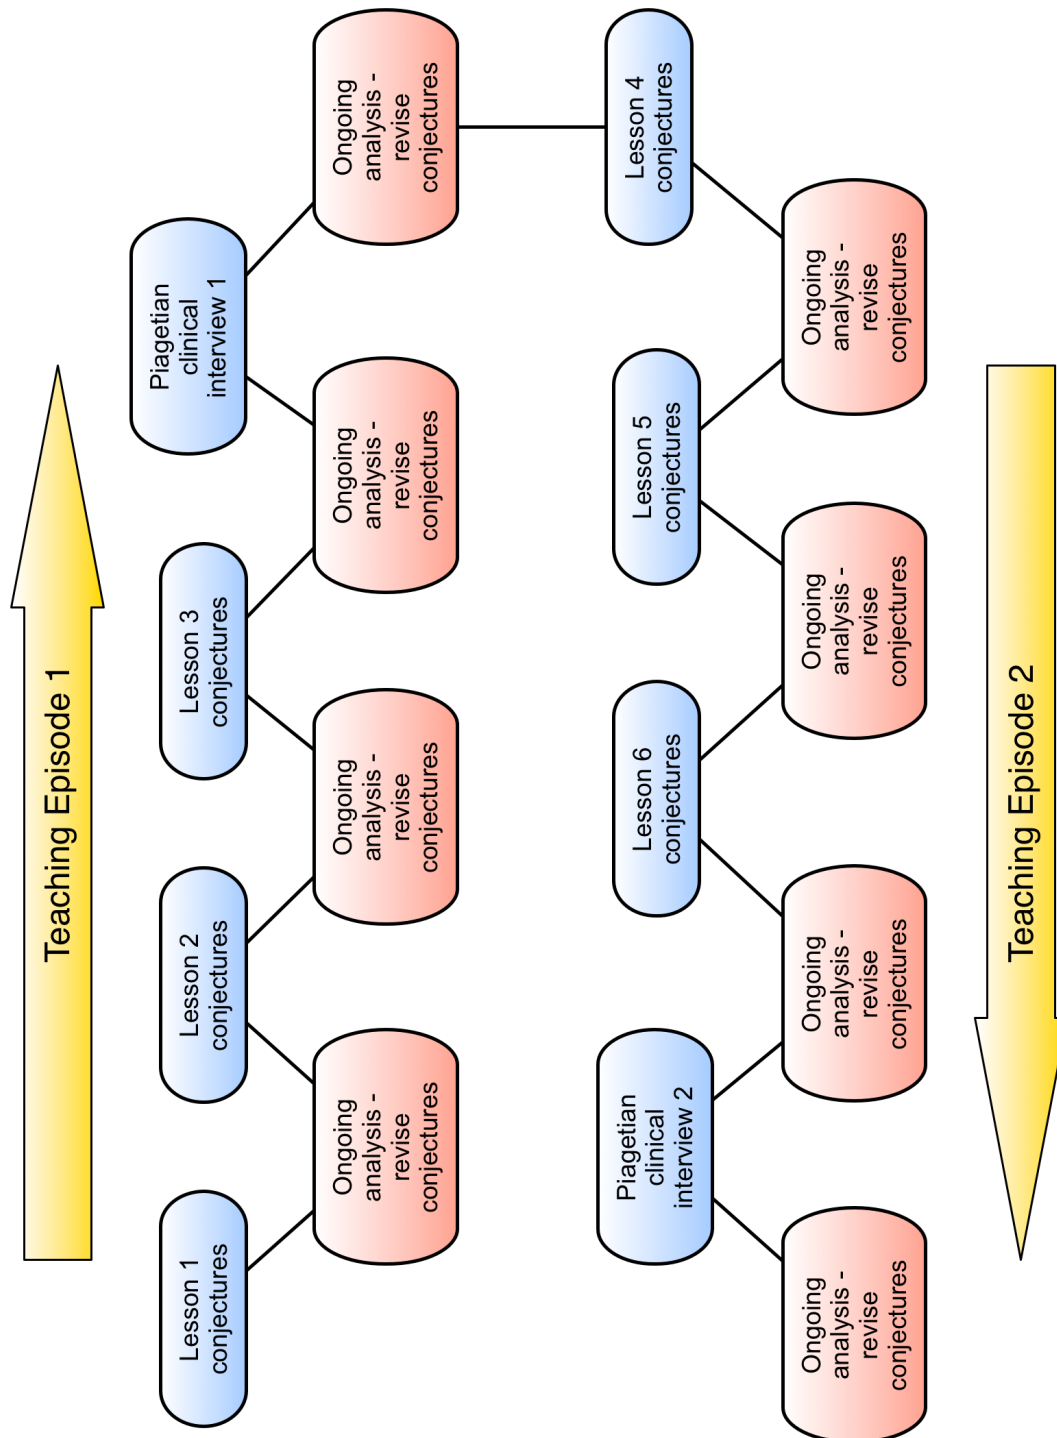 Teaching Episode 1
Lesson 1
conjectures
Ongoing
analysis -
revise
conjectures
Lesson 2
conjectures
Ongoing
analysis -
revise
conjectures
Lesson 3
conjectures
Ongoing
analysis -
revise
conjectures
Piagetian
clinical
interview 1
Ongoing
analysis -
revise
conjectures
Lesson 4
conjectures
Ongoing
analysis -
revise
conjectures
Lesson 5
conjectures
Ongoing
analysis -
revise
conjectures
Lesson 6
conjectures
Ongoing
analysis -
revise
conjectures
Piagetian
clinical
interview 2
Ongoing
analysis -
revise
conjectures
Teaching Episode 2